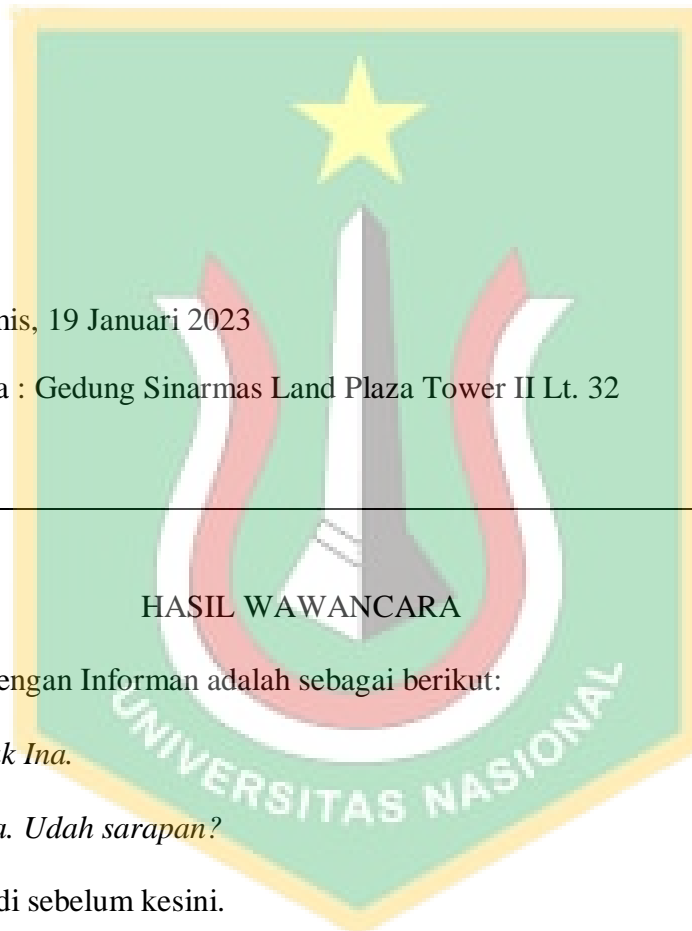 nis, 19 Januari 2023
a : Gedung Sinarmas Land Plaza Tower II Lt. 32
HASIL WAWANCARA
engan Informan adalah sebagai berikut:
k Ina.
a. Udah sarapan?
di sebelum kesini.
UNIVERSITAS NASIONAL